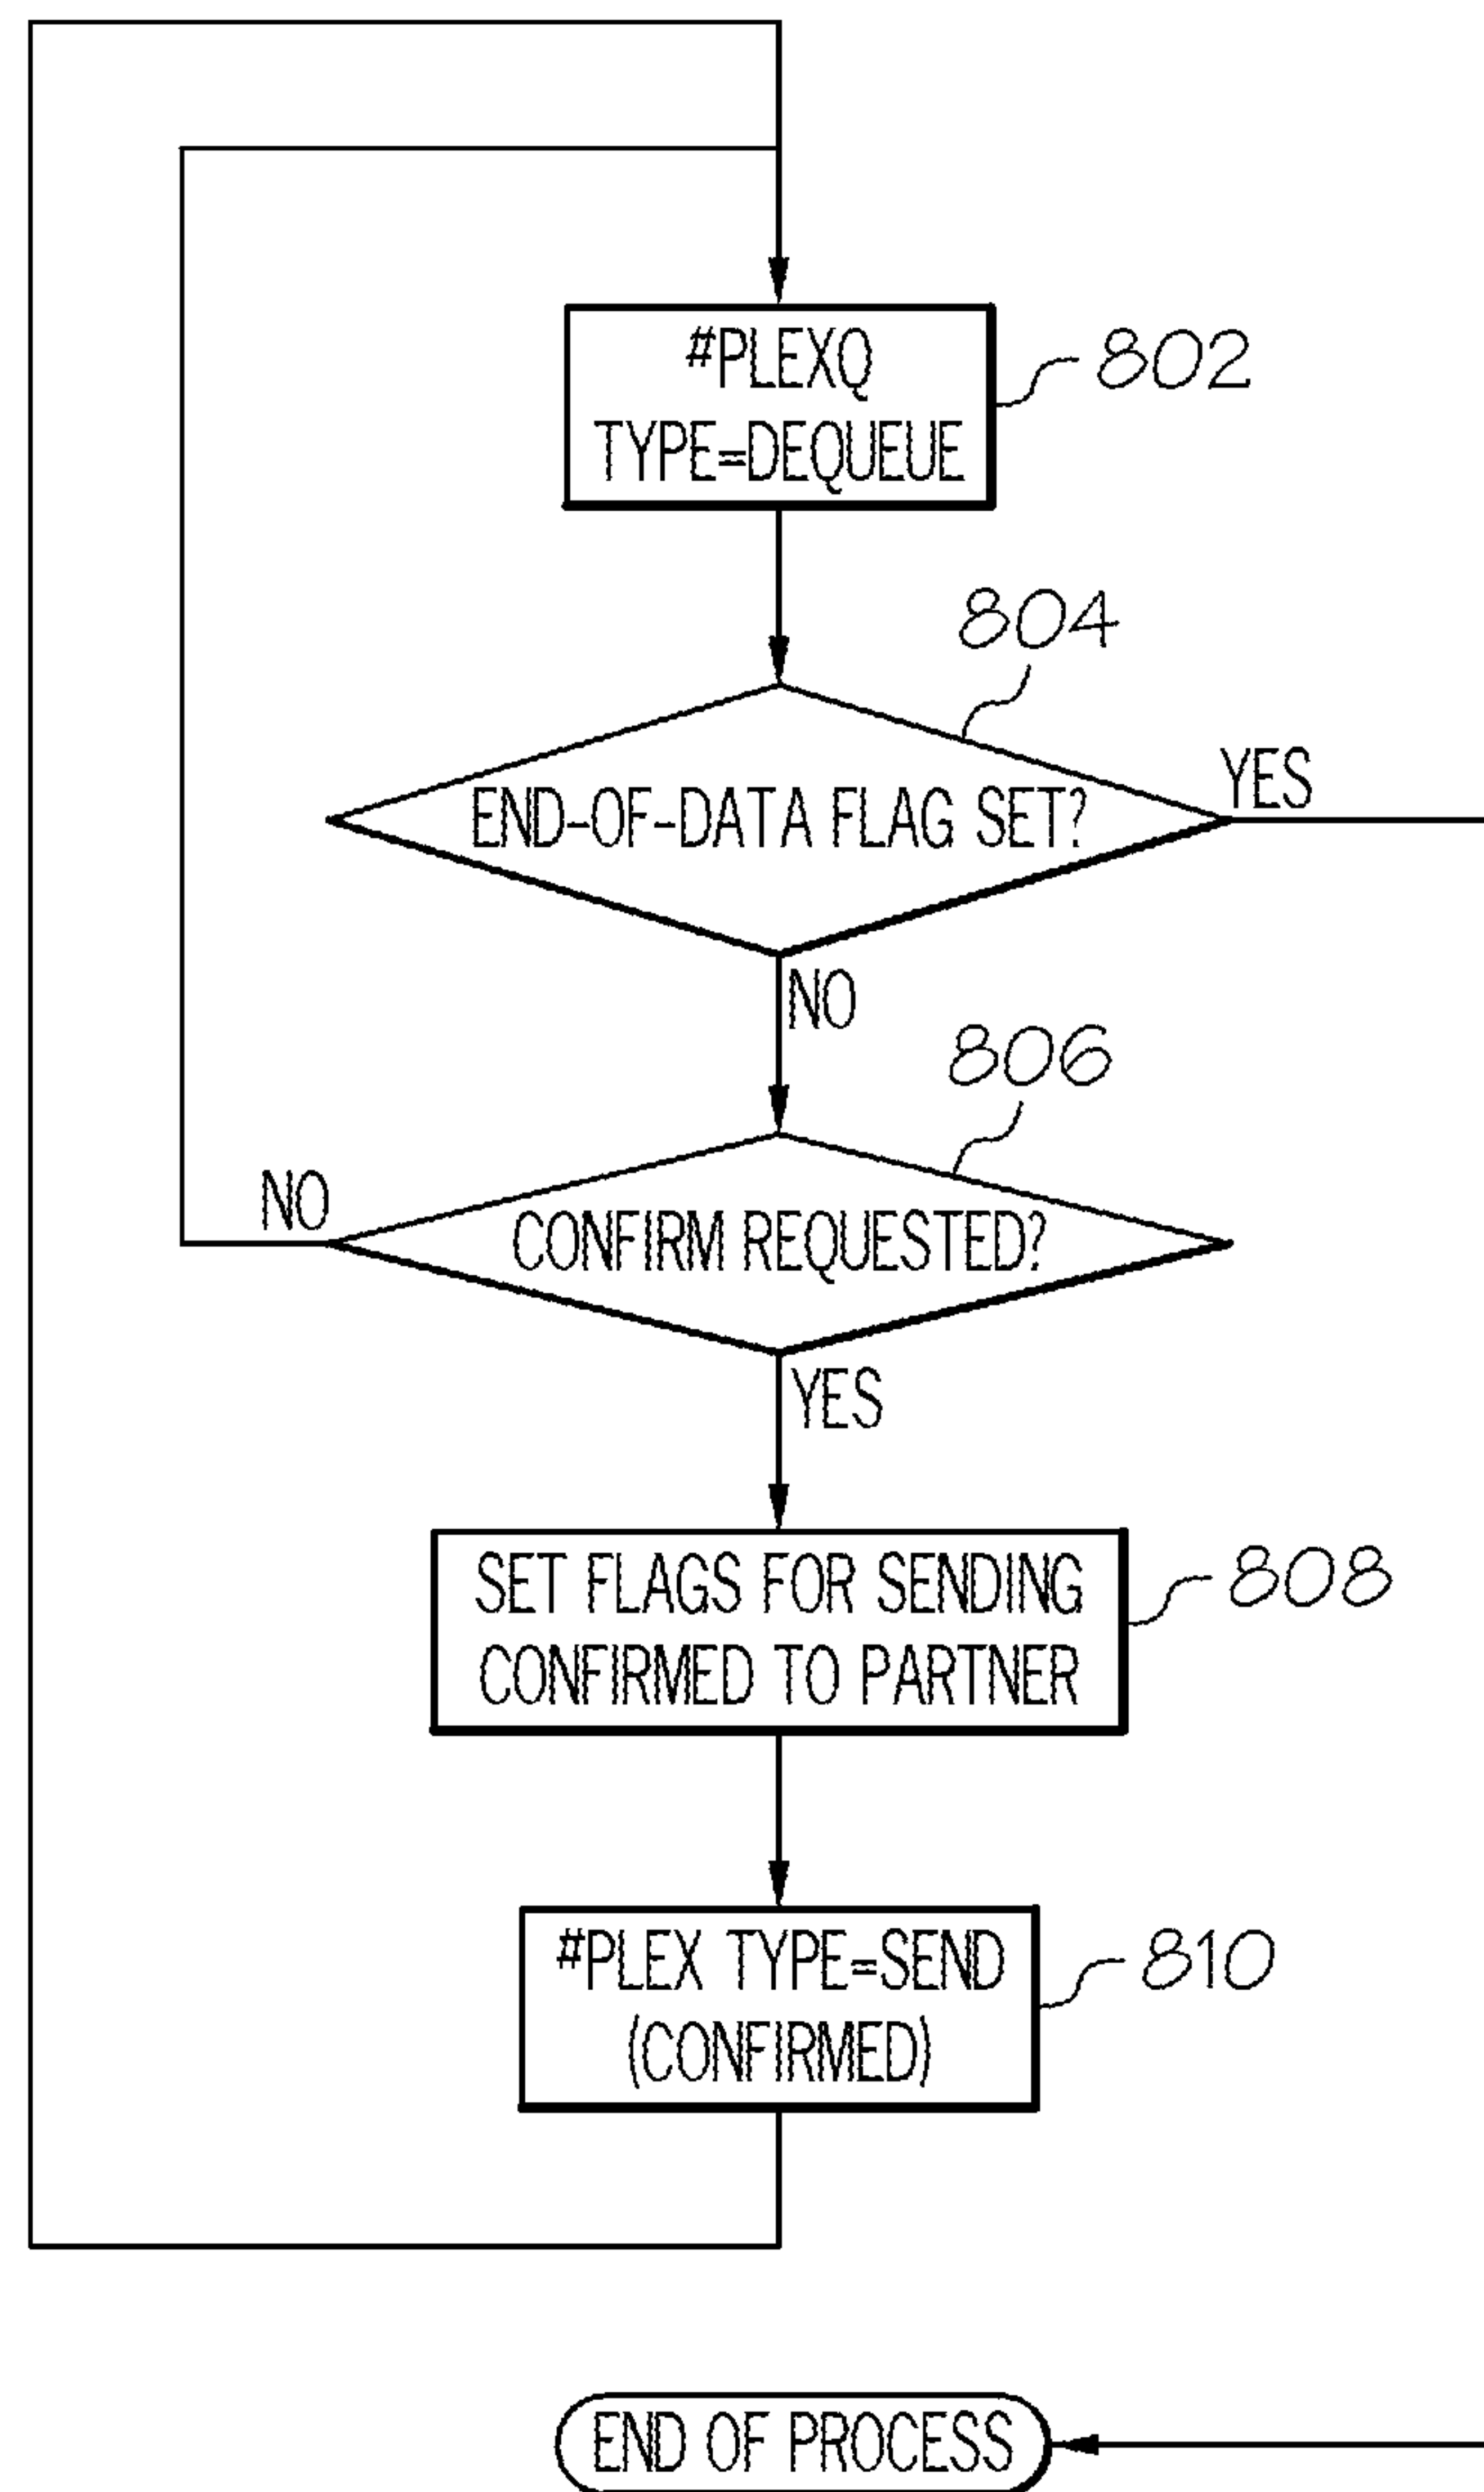 #PLEXQ
TYPE=DEQUEUE
802
804
END-OF-DATA FLAG SET?
YES
NO
806
NO
CONFIRM REQUESTED?
YES
SET FLAGS FOR SENDING
CONFIRMED TO PARTNER
808
#PLEX TYPE=SEND
(CONFIRMED)
810
END OF PROCESS